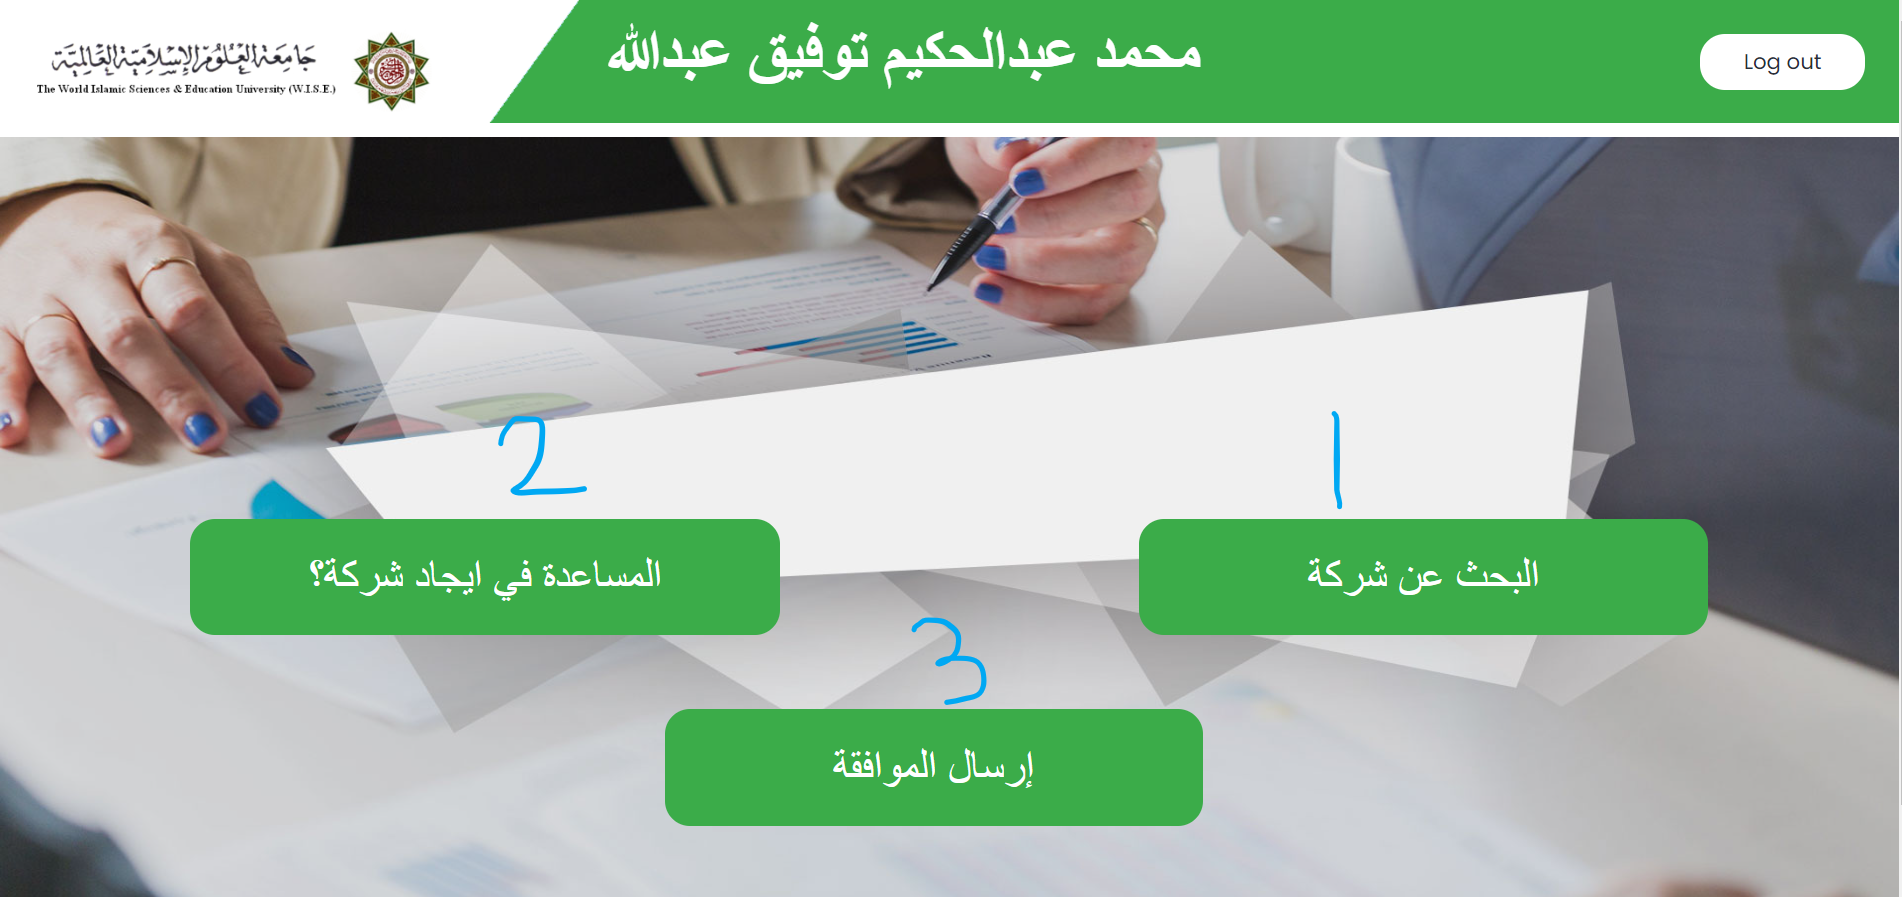 جامعة العلوم الإسلامية العالمية
The World Islamic Sciences & Education University (W.I.S.E.)
محمد عبدالحكيم توفيق عبدالله
Log out
1
2
البحث عن شركة
المساعدة في ايجاد شركة؟
3
إرسال الموافقة